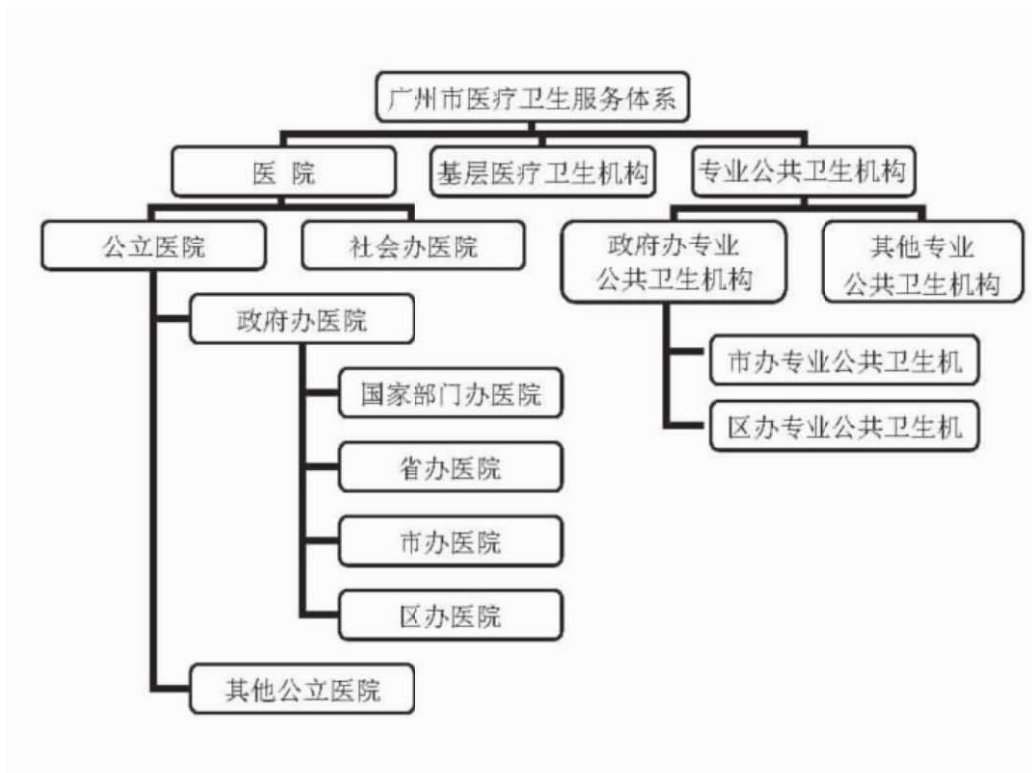 广州市医疗卫生服务体系
医院
基层医疗卫生机构
专业公共卫生机构
公立医院
社会办医院
政府办专业
公共卫生机构
其他专业
公共卫生机构
政府办医院
市办专业公共卫生机
国家部门办医院
区办专业公共卫生机
省办医院
市办医院
区办医院
其他公立医院